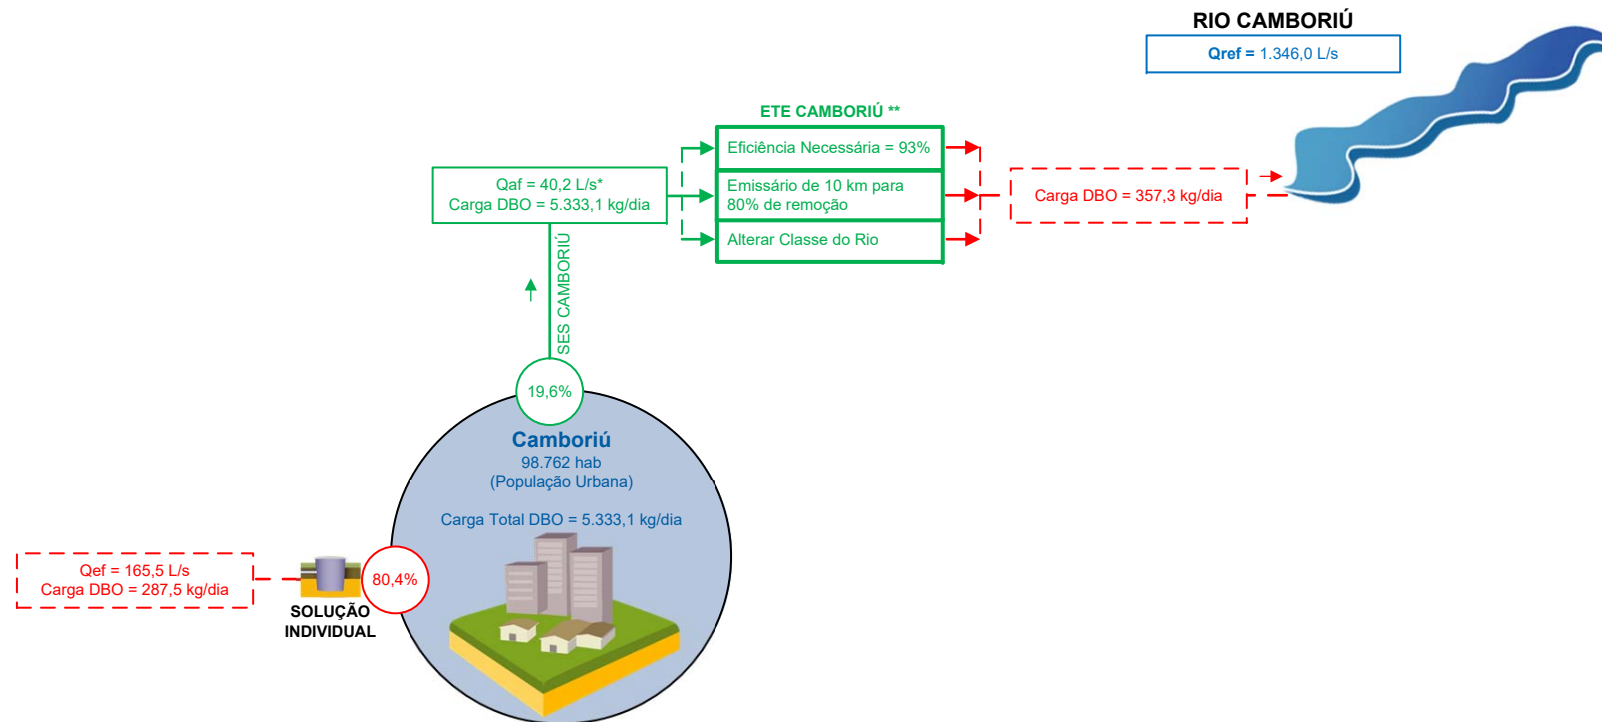 RIO CAMBORIÚ
Qref = 1.346,0 L/s
ETE CAMBORIÚ **
Eficiência Necessária = 93%
Emissário de 10 km para
80% de remoção
Alterar Classe do Rio
Qaf = 40,2 L/s*
Carga DBO = 5.333,1 kg/dia
Carga DBO = 357,3 kg/dia
SES CAMBORIÚ
19,6%
Camboriú
98.762 hab
(População Urbana)
Carga Total DBO = 5.333,1 kg/dia
Qef = 165,5 L/s
Carga DBO = 287,5 kg/dia
80,4%
SOLUÇÃO
INDIVIDUAL